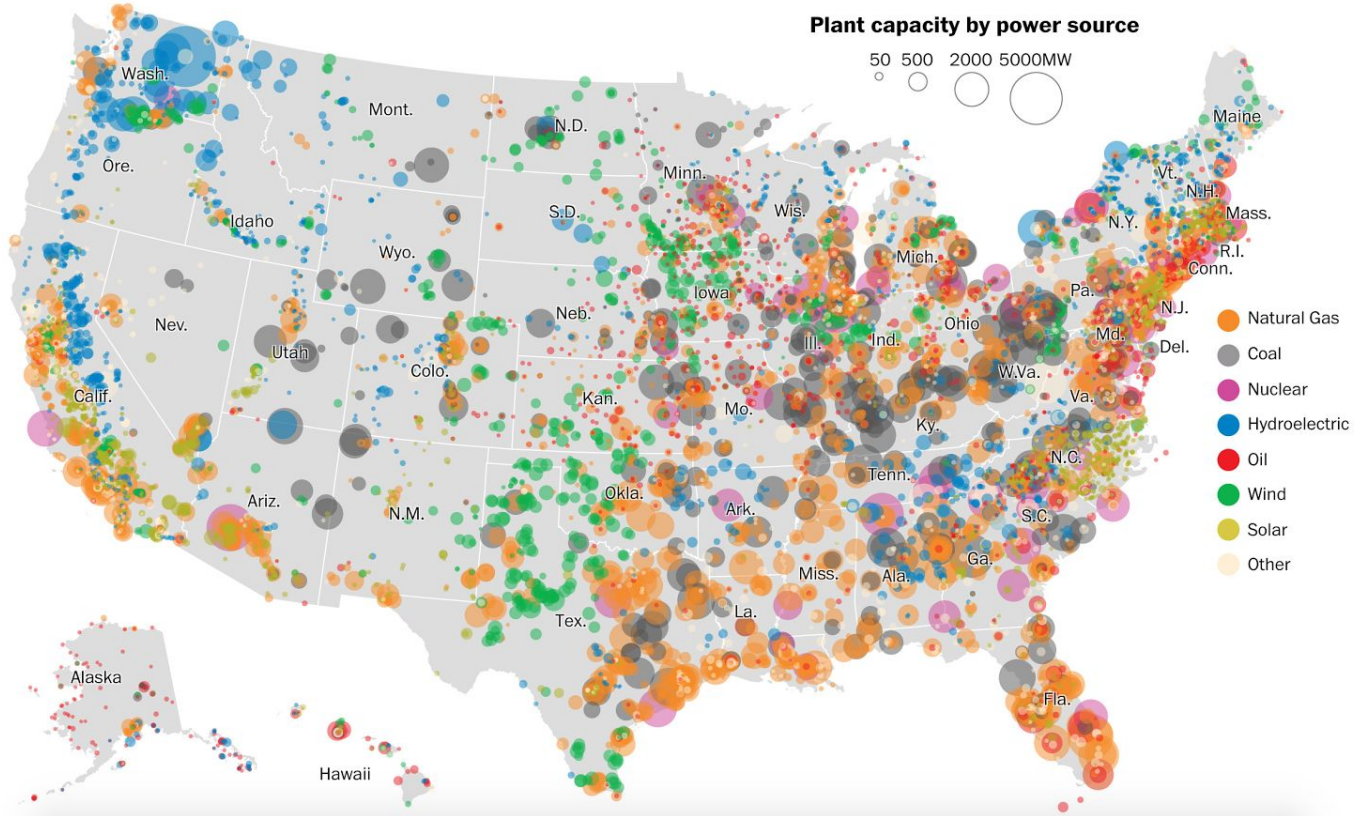 Plant capacity by power source
50 500 2000 5000MW
Wash.
Mont.
N.D.
Minn.
Maine
Ore.
Idaho
S.D.
Wis.
Vt.
N.H.
N.Y.
Mass.
Wyo.
Mich.
R.I.
Conn.
Iowa
Pa.
Nev.
Neb.
Ohio
N.J.
Utah
Ill.
Ind.
Md.
Del.
Calif.
Colo.
Kan.
Mo.
W.Va.
Va.
Ky.
Ariz.
N.M.
Okla.
Ark.
Tenn.
N.C.
S.C.
Tex.
La.
Miss.
Ala.
Ga.
Fla.
Alaska
Hawaii
Natural Gas
Coal
Nuclear
Hydroelectric
Oil
Wind
Solar
Other